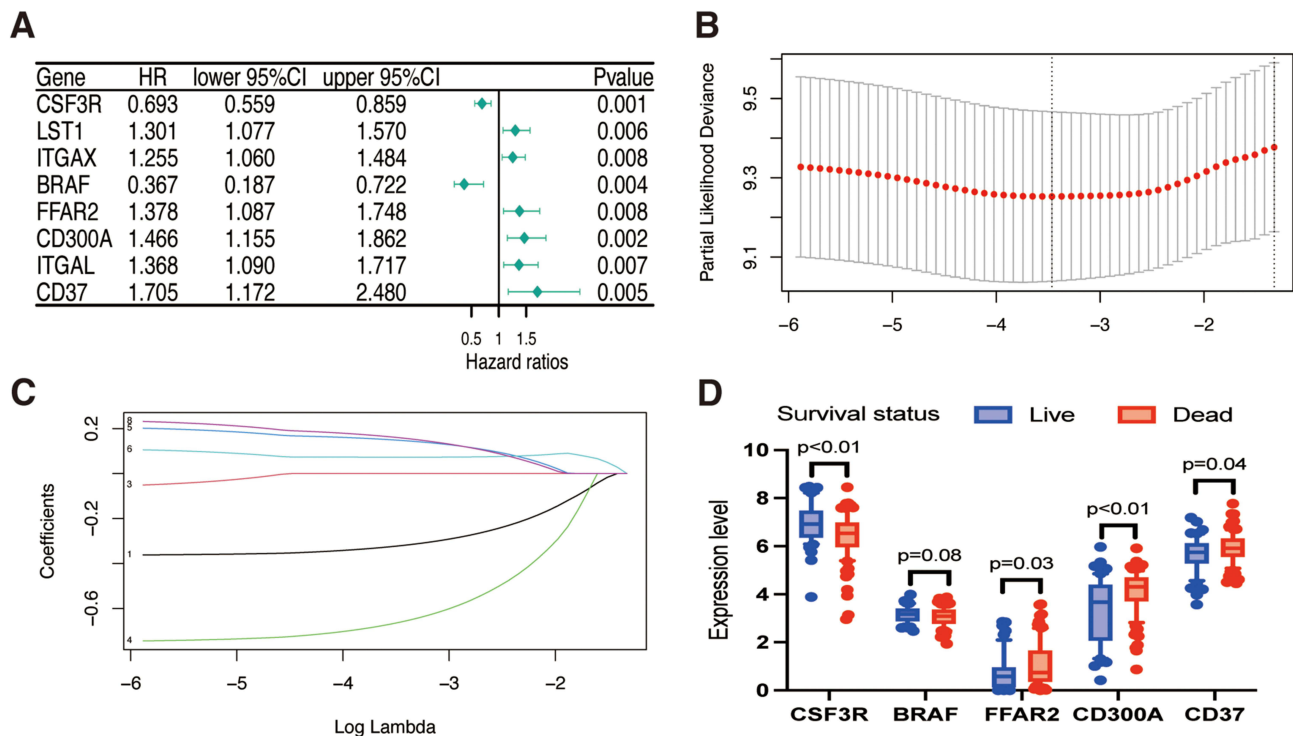 A
Gene HR lower 95%CI upper 95%CI Pvalue
CSF3R 0.693 0.559 0.859 0.001
LST1 1.301 1.077 1.570 0.006
ITGAX 1.255 1.060 1.484 0.008
BRAF 0.367 0.187 0.722 0.004
FFAR2 1.378 1.087 1.748 0.008
CD300A 1.466 1.155 1.862 0.002
ITGAL 1.368 1.090 1.717 0.007
CD37 1.705 1.172 2.480 0.005
0.5 1 1.5
Hazard ratios
B
Partial Likelihood Deviance
9.5
9.3
9.1
−6 −5 −4 −3 −2
C
Coefficients
0.2
−0.2
−0.6
8
5
6
3
1
4
−6 −5 −4 −3 −2
Log Lambda
D
Survival status Live Dead
Expression level
10
8
6
4
2
0
p<0.01
p=0.08
p=0.03
p<0.01
p=0.04
CSF3R BRAF FFAR2 CD300A CD37